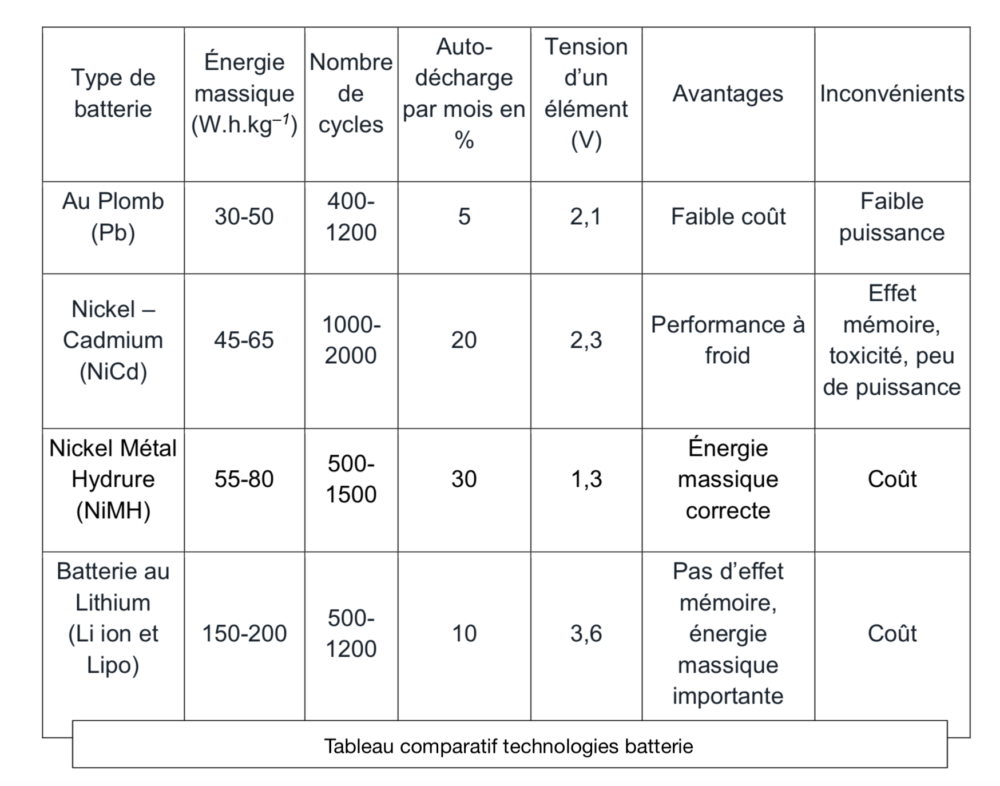 Type de
batterie
Énergie
massique
(W.h.kg⁻¹)
Nombre
de
cycles
Auto-
décharge
par mois en
%
Tension
d’un
élément
(V)
Avantages
Inconvénients
Au Plomb
(Pb)
30-50
400-
1200
5
2,1
Faible coût
Faible
puissance
Nickel –
Cadmium
(NiCd)
45-65
1000-
2000
20
2,3
Performance à
froid
Effet
mémoire,
toxicité, peu
de puissance
Nickel Métal
Hydrure
(NiMH)
55-80
500-
1500
30
1,3
Énergie
massique
correcte
Coût
Batterie au
Lithium
(Li ion et
Lipo)
150-200
500-
1200
10
3,6
Pas d’effet
mémoire,
énergie
massique
importante
Coût
Tableau comparatif technologies batterie